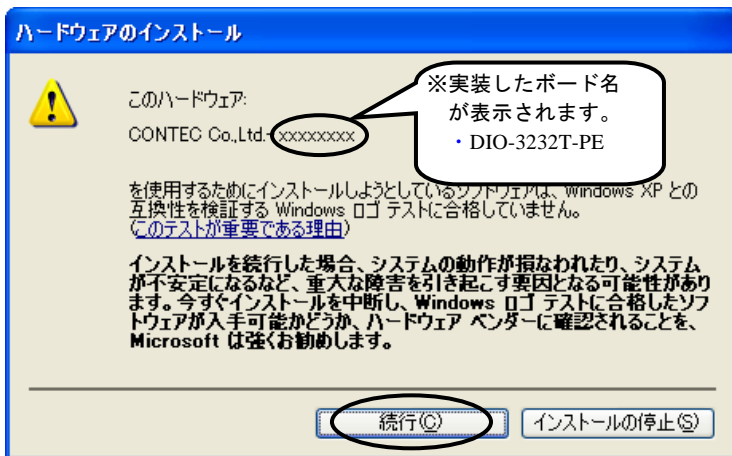 ハードウェアのインストール
※実装したボード名
が表示されます。
・DIO-3232T-PE
このハードウェア:
CONTEC Co.,Ltd.-xxxxxxxx
を使用するためにインストールしようとしているソフトウェアは、Windows XP との
互換性を検証する Windows ロゴ テストに合格していません。
(このテストが重要である理由)
インストールを続行した場合、システムの動作が損なわれたり、システム
が不安定になるなど、重大な障害を引き起こす要因となる可能性があり
ます。今すぐインストールを中断し、Windows ロゴ テストに合格したソフ
トウェアが入手可能かどうか、ハードウェア ベンダーに確認されることを、
Microsoft は強くお勧めします。
続行(C)
インストールの停止(S)